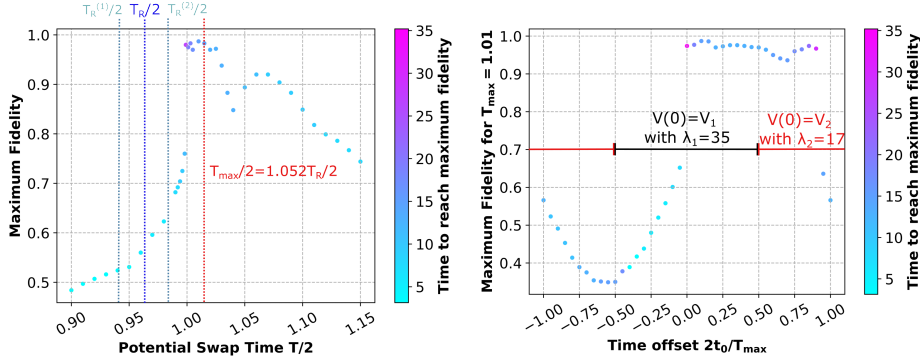 T_R^(1)/2 T_R/2 T_R^(2)/2
1.0
0.9
0.8
0.7
0.6
0.5
Maximum Fidelity
T_max/2=1.052T_R/2
0.90 0.95 1.00 1.05 1.10 1.15
Potential Swap Time T/2
35
30
25
20
15
10
5
Time to reach maximum fidelity
1.0
0.9
0.8
0.7
0.6
0.5
0.4
Maximum Fidelity for T_max = 1.01
V(0)=V_1
with λ_1=35
V(0)=V_2
with λ_2=17
−1.00 −0.75 −0.50 −0.25 0.00 0.25 0.50 0.75 1.00
Time offset 2t_0/T_max
35
30
25
20
15
10
5
Time to reach maximum fidelity